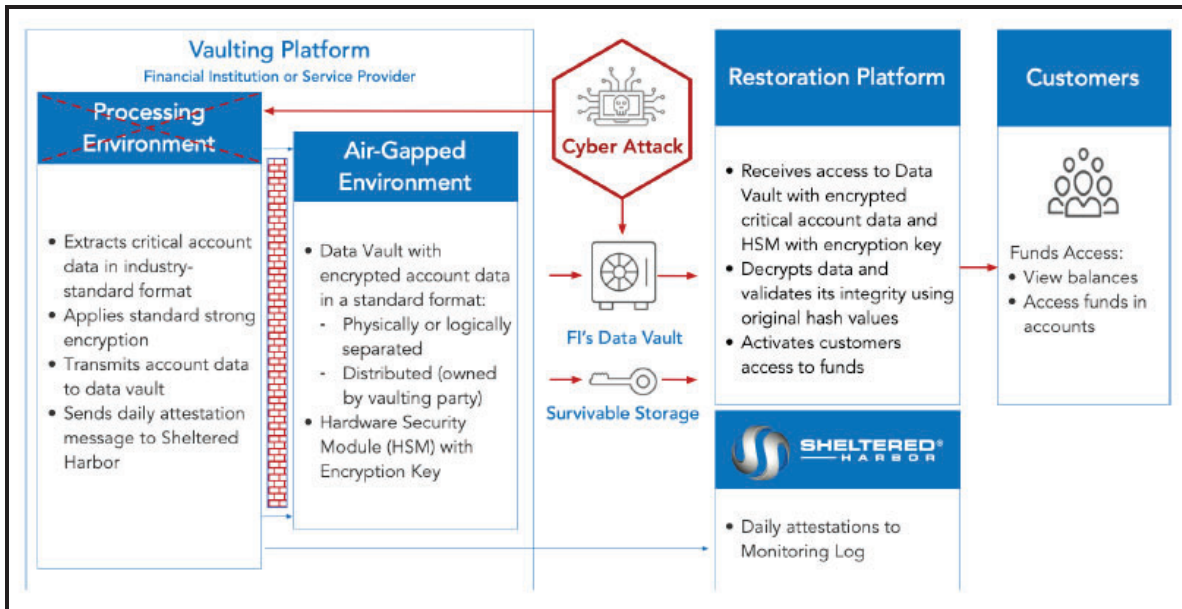 Vaulting Platform
Financial Institution or Service Provider
Processing
Environment
• Extracts critical account
data in industry-
standard format
• Applies standard strong
encryption
• Transmits account data
to data vault
• Sends daily attestation
message to Sheltered
Harbor
Air-Gapped
Environment
• Data Vault with
encrypted account data
in a standard format:
- Physically or logically
separated
- Distributed (owned
by vaulting party)
• Hardware Security
Module (HSM) with
Encryption Key
Cyber Attack
FI's Data Vault
Survivable Storage
Restoration Platform
• Receives access to Data
Vault with encrypted
critical account data and
HSM with encryption key
• Decrypts data and
validates its integrity using
original hash values
• Activates customers
access to funds
SHELTERED®
HARBOR
• Daily attestations to
Monitoring Log
Customers
Funds Access:
• View balances
• Access funds in
accounts